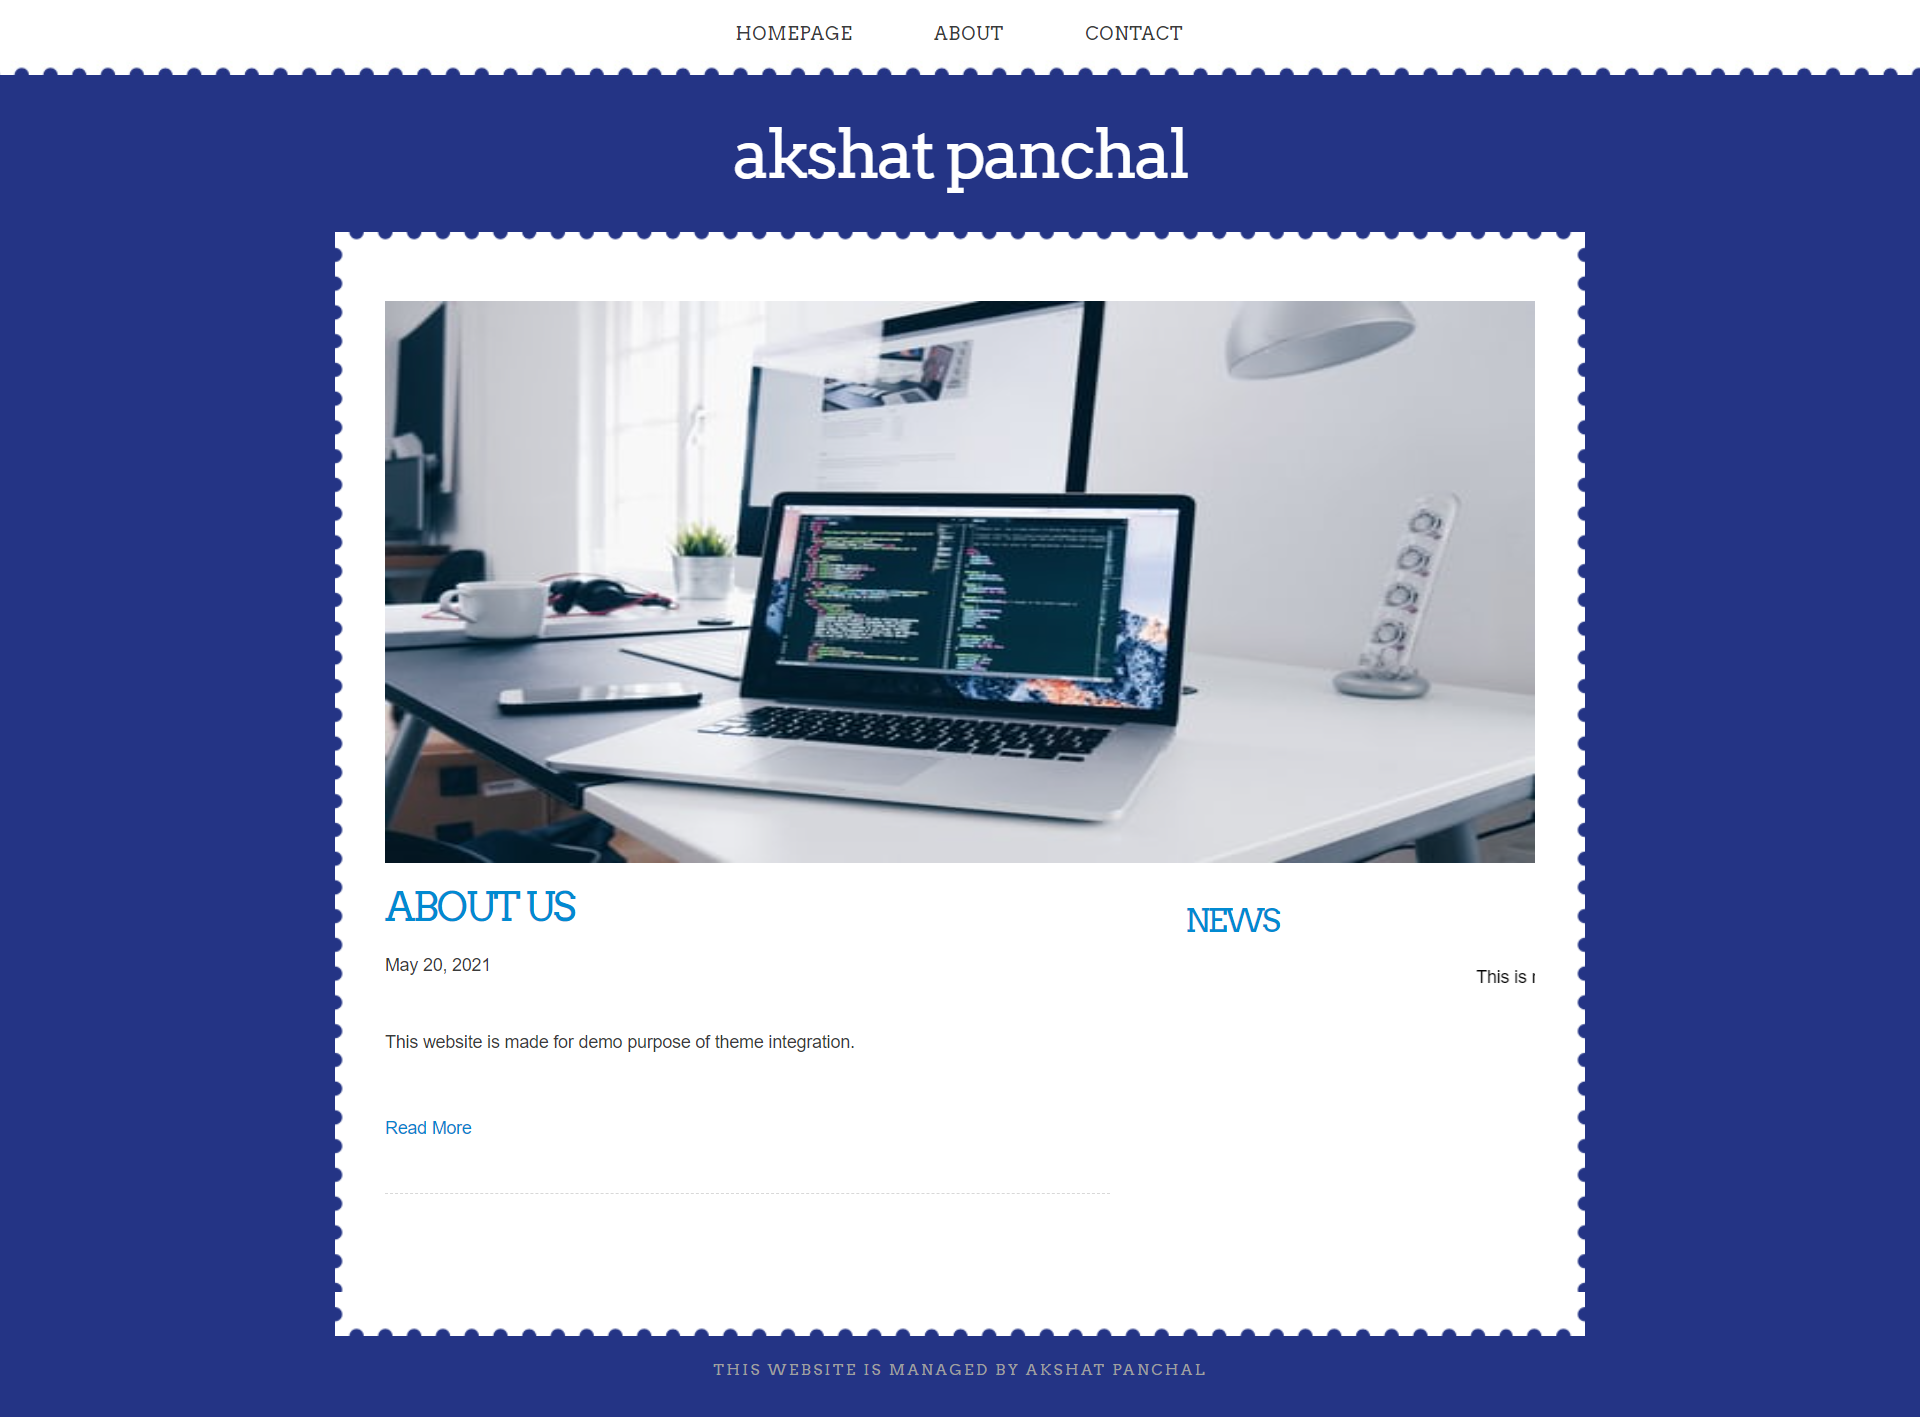 HOMEPAGE ABOUT CONTACT
akshat panchal
ABOUT US
May 20, 2021
This website is made for demo purpose of theme integration.
Read More
NEWS
This is
THIS WEBSITE IS MANAGED BY AKSHAT PANCHAL